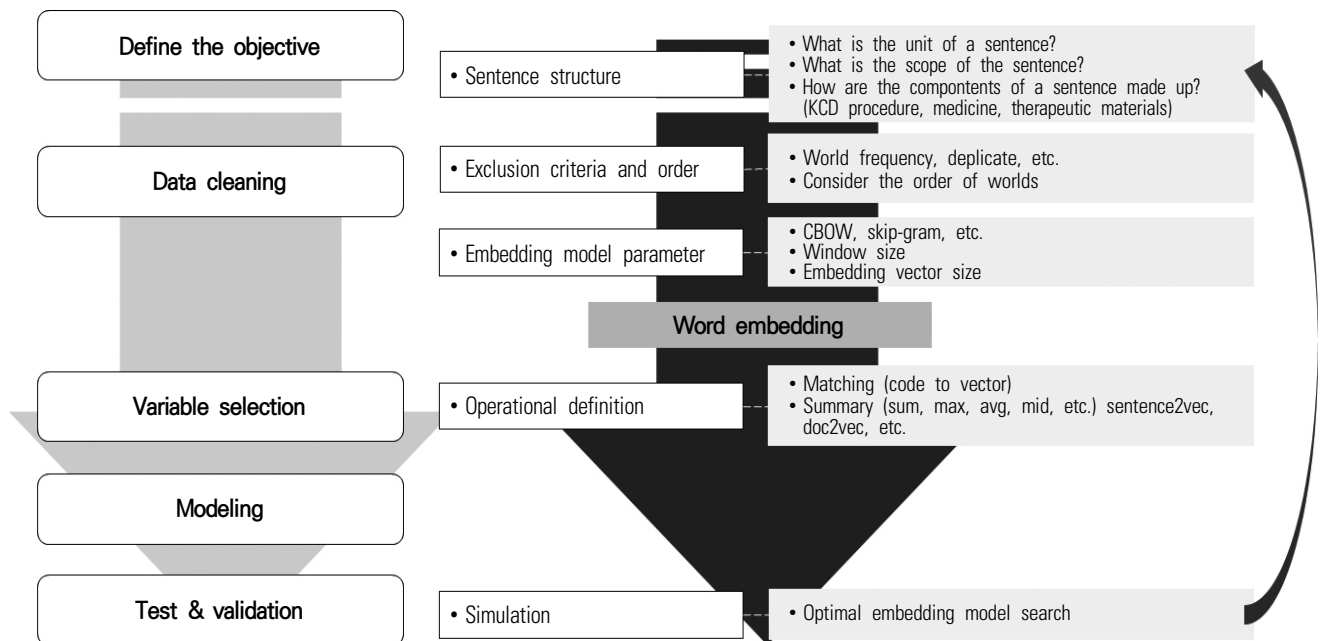 Define the objective
• Sentence structure
• What is the unit of a sentence?
• What is the scope of the sentence?
• How are the compontents of a sentence made up?
(KCD procedure, medicine, therapeutic materials)
Data cleaning
• Exclusion criteria and order
• World frequency, deplicate, etc.
• Consider the order of worlds
• Embedding model parameter
• CBOW, skip-gram, etc.
• Window size
• Embedding vector size
Word embedding
Variable selection
• Operational definition
• Matching (code to vector)
• Summary (sum, max, avg, mid, etc.) sentence2vec,
doc2vec, etc.
Modeling
Test & validation
• Simulation
• Optimal embedding model search